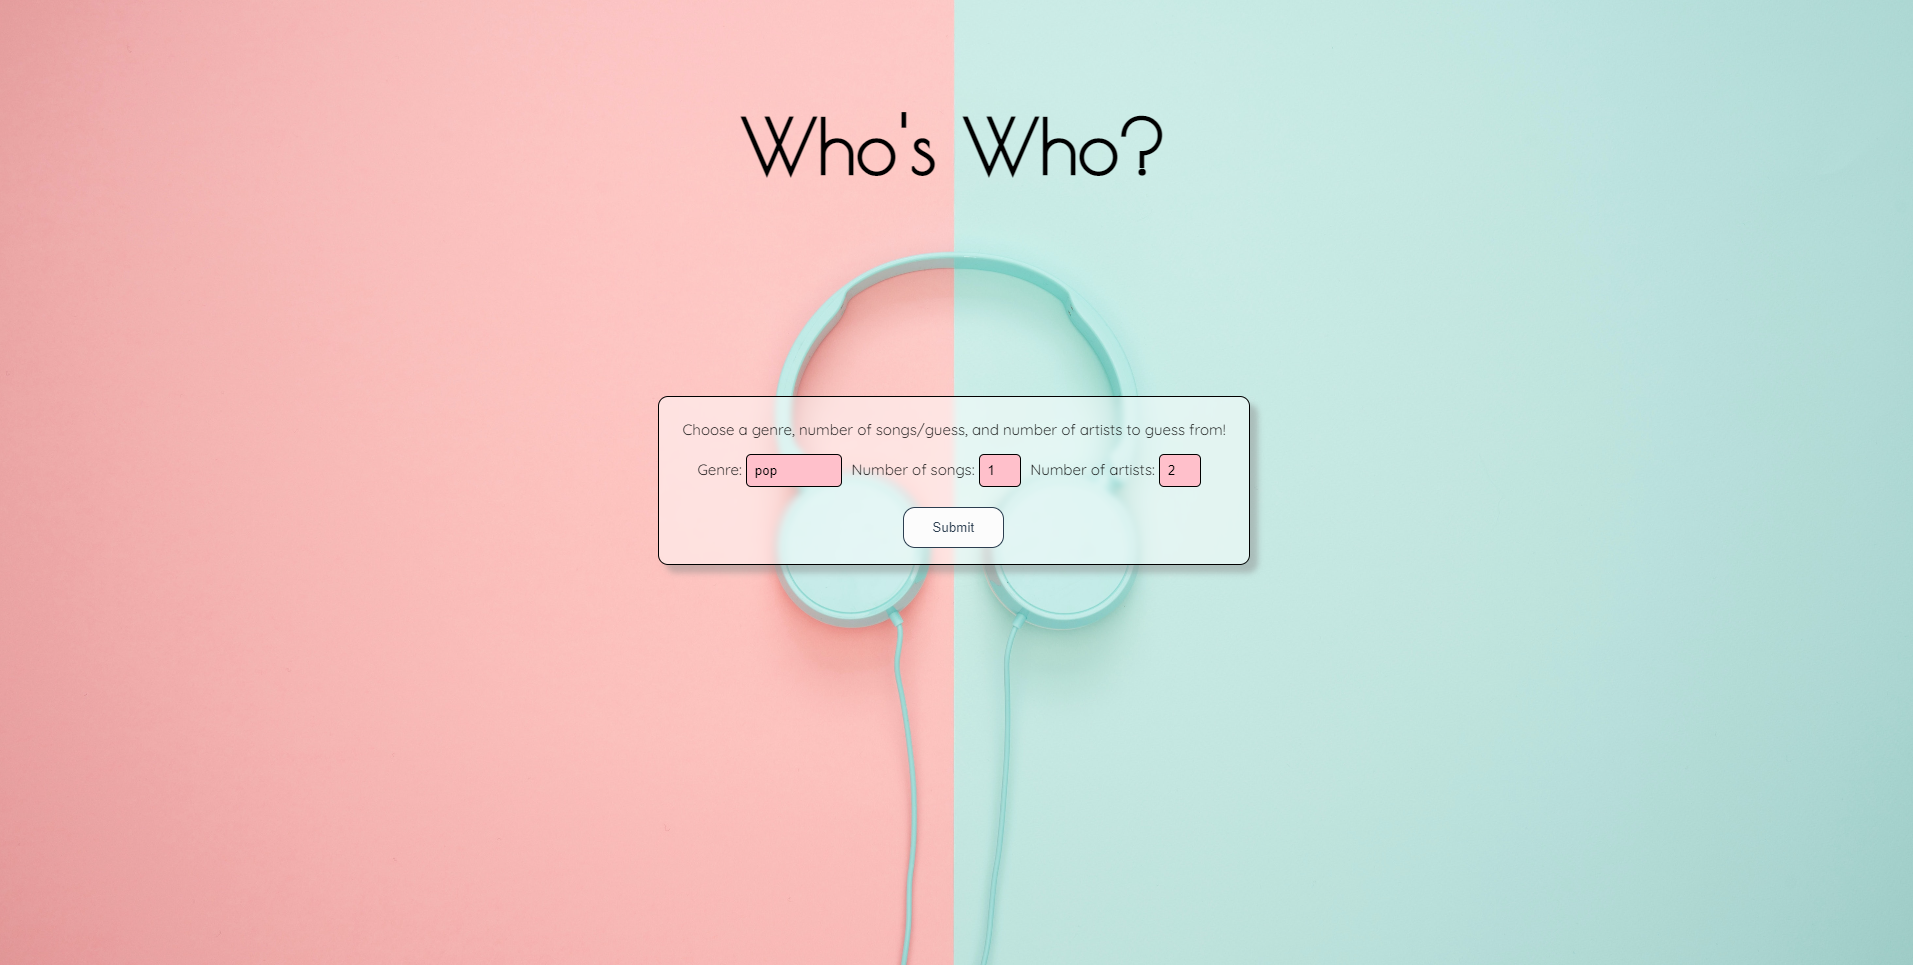 Who's Who?
Choose a genre, number of songs/guess, and number of artists to guess from!
Genre: pop Number of songs: 1 Number of artists: 2
Submit